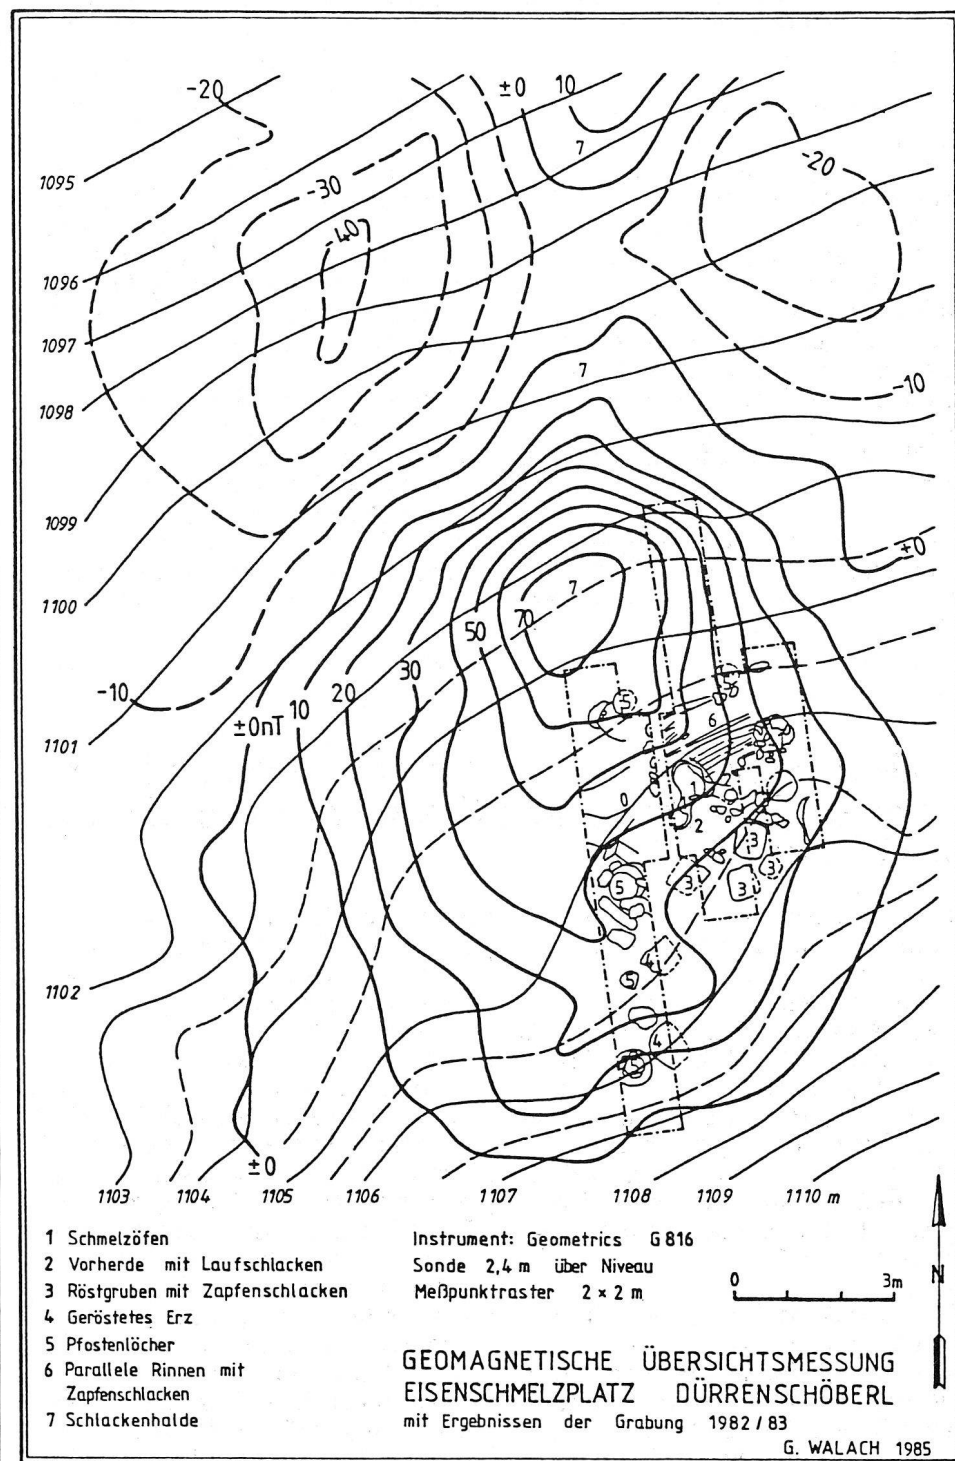 -20
±0
10
7
-20
1095
-30
-40
1096
1097
7
-10
1098
1099
±0
7
1100
50
70
30
20
-10
10
5
6
±0nT
1101
1
0
2
3
5
3
3
3
4
5
1102
4
5
±0
1103
1104
1105
1106
1107
1108
1109
1110 m
1 Schmelzöfen
2 Vorherde mit Laufschlacken
3 Röstgruben mit Zapfenschlacken
4 Geröstetes Erz
5 Pfostenlöcher
6 Parallele Rinnen mit
Zapfenschlacken
7 Schlackenhalde
Instrument: Geometrics G 816
Sonde 2,4 m über Niveau
Meßpunktraster 2 × 2 m
0 3m
N
GEOMAGNETISCHE ÜBERSICHTSMESSUNG
EISENSCHMELZPLATZ DÜRRENSCHÖBERL
mit Ergebnissen der Grabung 1982/83
G. WALACH 1985